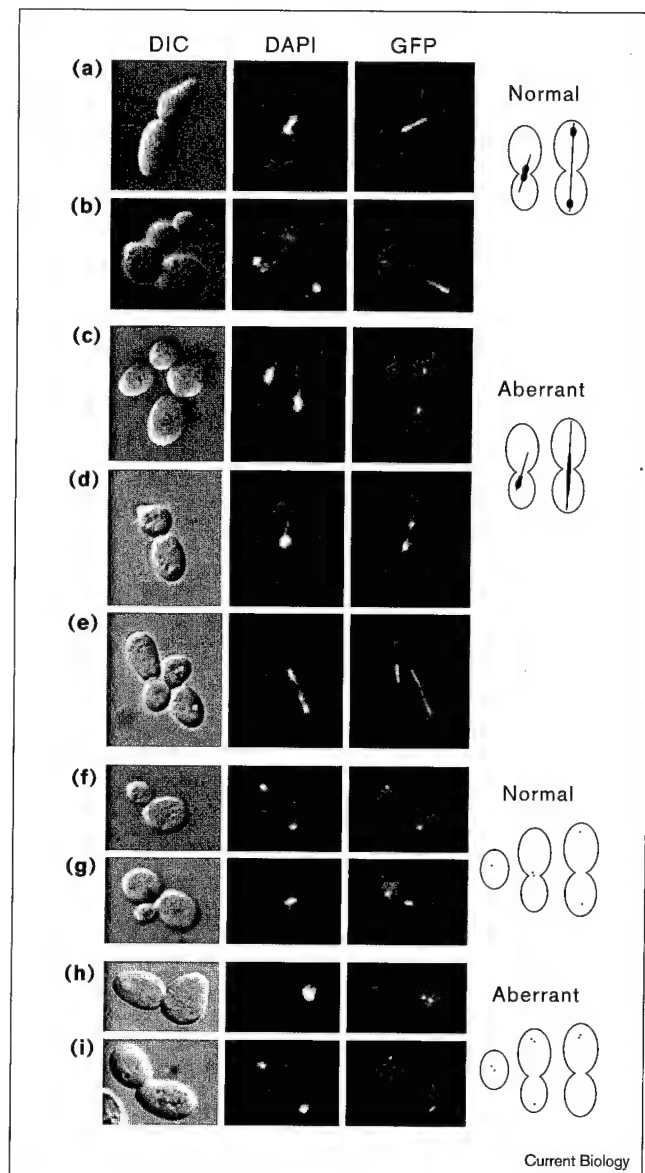 DIC DAPI GFP
(a)
Normal
(b)
(c)
Aberrant
(d)
(e)
(f)
Normal
(g)
(h)
Aberrant
(i)
Current Biology